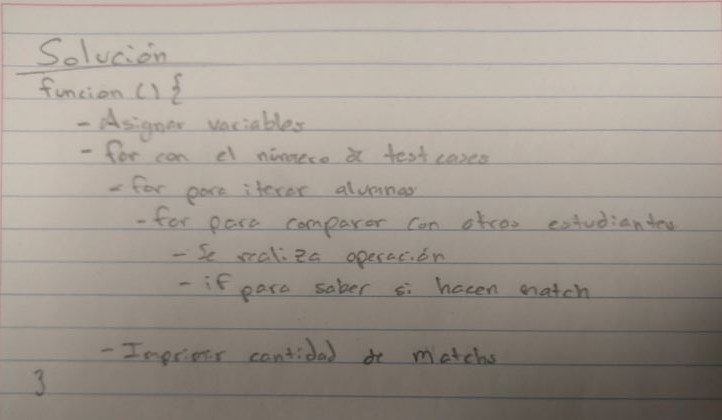 Solución
funcion () {
- Asignar variables
- for con el número de test cases
- for para iterar alumnas
- for para comparar con otros estudiantes
- Se realiza operación
- if para saber si hacen match
- Imprimir cantidad de matchs
}